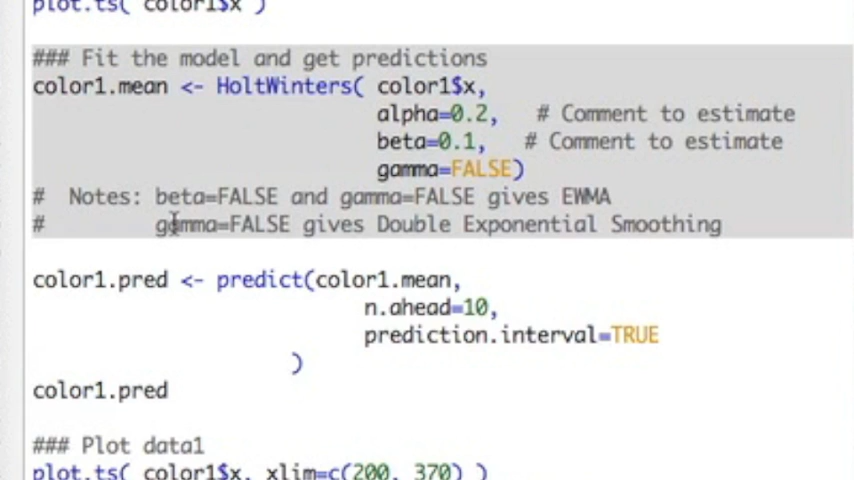 plot.ts( color1$x )
### Fit the model and get predictions
color1.mean <- HoltWinters( color1$x,
alpha=0.2, # Comment to estimate
beta=0.1, # Comment to estimate
gamma=FALSE)
# Notes: beta=FALSE and gamma=FALSE gives EWMA
# gamma=FALSE gives Double Exponential Smoothing
color1.pred <- predict(color1.mean,
n.ahead=10,
prediction.interval=TRUE
)
color1.pred
### Plot data1
plot.ts( color1$x, xlim=c(200, 370) )